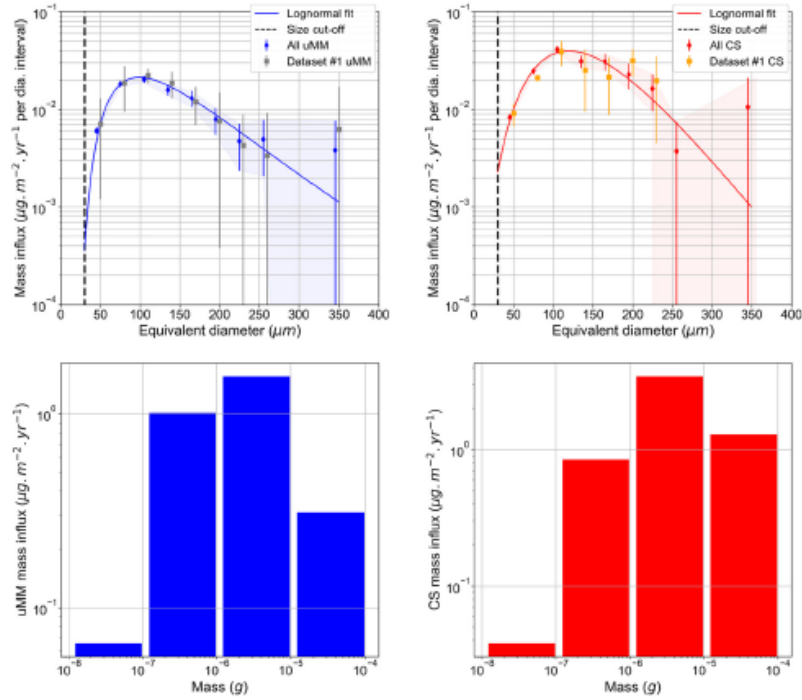 Mass influx (μg. m⁻². yr⁻¹ per dia. interval)
10⁻¹
10⁻²
10⁻³
10⁻⁴
Lognormal fit
Size cut-off
All uMM
Dataset #1 uMM
0 50 100 150 200 250 300 350 400
Equivalent diameter (μm)
Mass influx (μg. m⁻². yr⁻¹ per dia. interval)
10⁻¹
10⁻²
10⁻³
10⁻⁴
Lognormal fit
Size cut-off
All CS
Dataset #1 CS
0 50 100 150 200 250 300 350 400
Equivalent diameter (μm)
uMM mass influx (μg. m⁻². yr⁻¹)
10⁰
10⁻¹
10⁻⁸ 10⁻⁷ 10⁻⁶ 10⁻⁵ 10⁻⁴
Mass (g)
CS mass influx (μg. m⁻². yr⁻¹)
10⁰
10⁻¹
10⁻⁸ 10⁻⁷ 10⁻⁶ 10⁻⁵ 10⁻⁴
Mass (g)